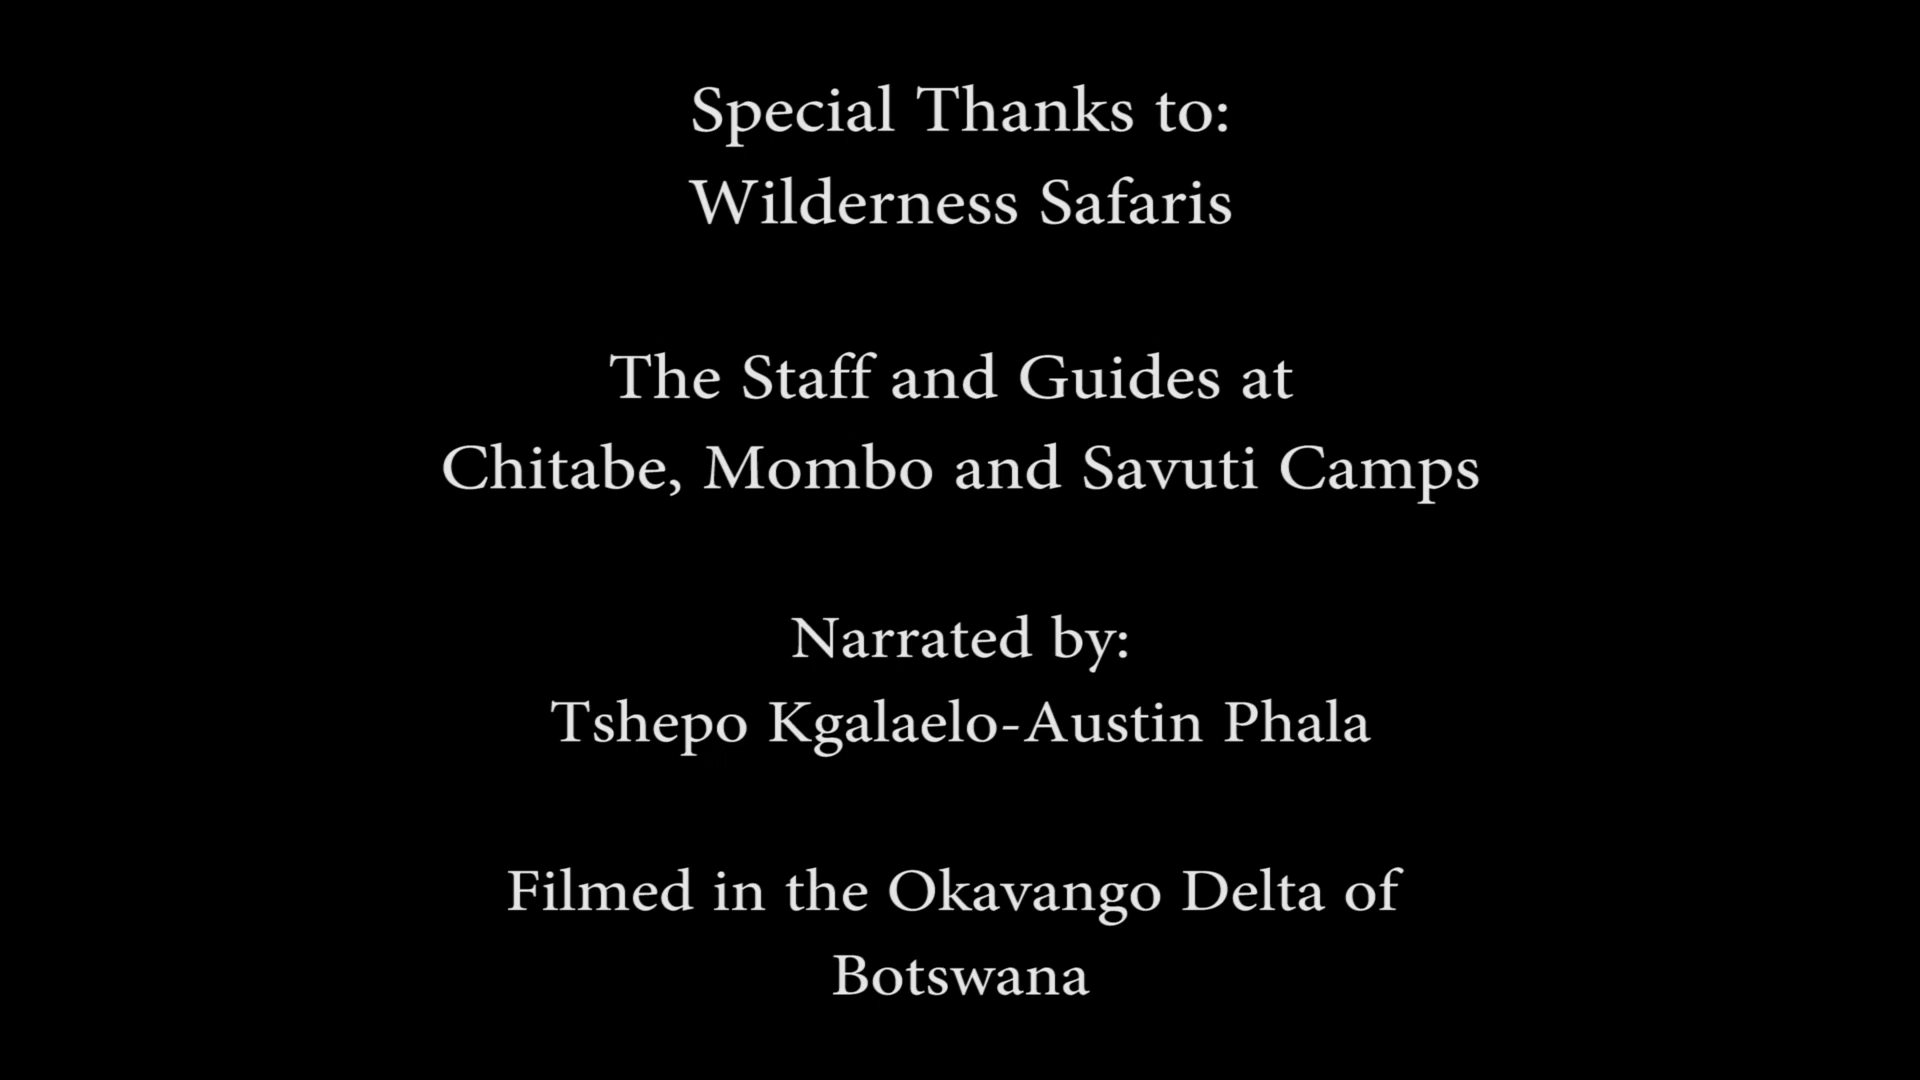 Special Thanks to:
Wilderness Safaris
The Staff and Guides at
Chitabe, Mombo and Savuti Camps
Narrated by:
Tshepo Kgalaelo-Austin Phala
Filmed in the Okavango Delta of
Botswana